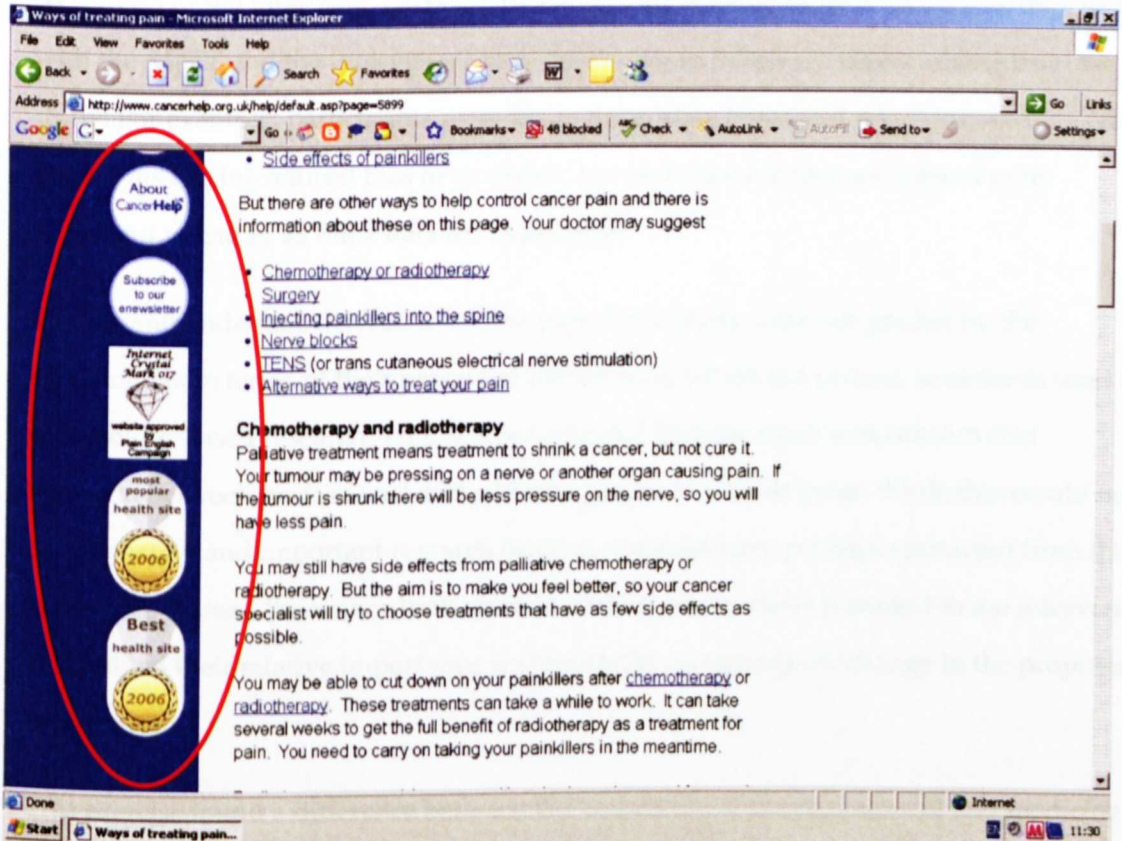 Ways of treating pain - Microsoft Internet Explorer
File Edit View Favorites Tools Help
Back Search Favorites
Address http://www.cancerhelp.org.uk/help/default.asp?page=5899 Go Links
Google Go Bookmarks 48 blocked Check AutoLink AutoFill Send to Settings
About
CancerHelp
Subscribe
to our
enewsletter
Internet
Crystal
Mark 017
website approved
by
Plain English
Campaign
most
popular
health site
2006
Best
health site
2006
• Side effects of painkillers
But there are other ways to help control cancer pain and there is
information about these on this page. Your doctor may suggest
• Chemotherapy or radiotherapy
• Surgery
• Injecting painkillers into the spine
• Nerve blocks
• TENS (or trans cutaneous electrical nerve stimulation)
• Alternative ways to treat your pain
Chemotherapy and radiotherapy
Palliative treatment means treatment to shrink a cancer, but not cure it.
Your tumour may be pressing on a nerve or another organ causing pain. If
the tumour is shrunk there will be less pressure on the nerve, so you will
have less pain.
You may still have side effects from palliative chemotherapy or
radiotherapy. But the aim is to make you feel better, so your cancer
specialist will try to choose treatments that have as few side effects as
possible.
You may be able to cut down on your painkillers after chemotherapy or
radiotherapy. These treatments can take a while to work. It can take
several weeks to get the full benefit of radiotherapy as a treatment for
pain. You need to carry on taking your painkillers in the meantime.
Done Internet
Start Ways of treating pain... 11:30